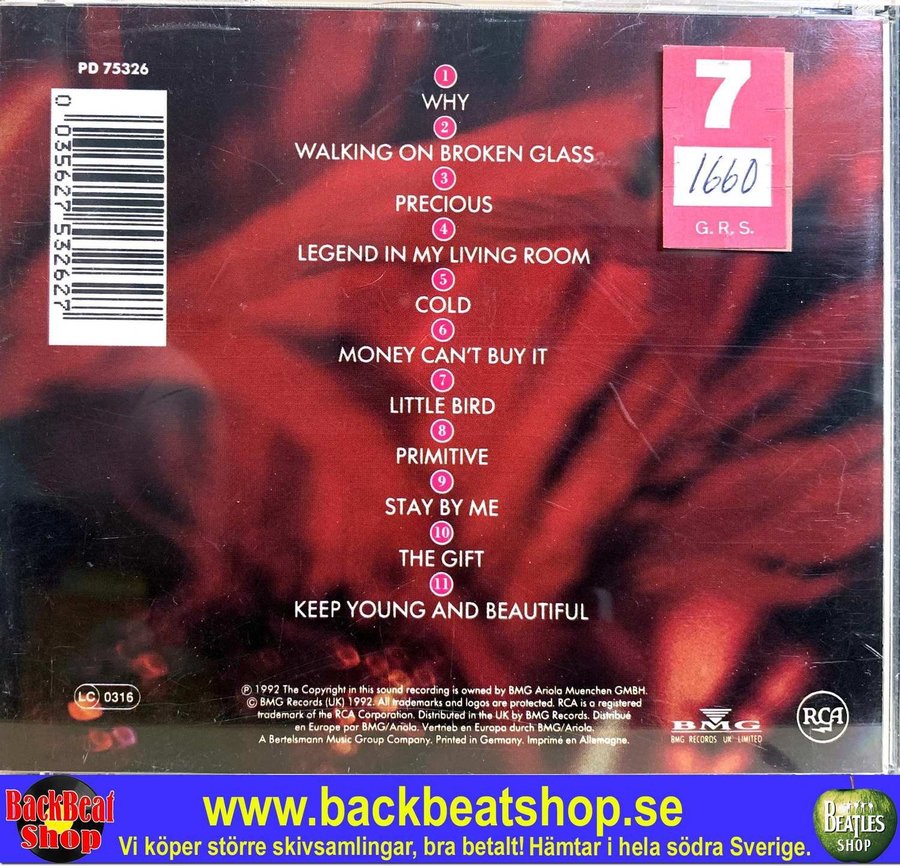 PD 75326
0 035627 532627
7
1660
G.R.S.
1
WHY
2
WALKING ON BROKEN GLASS
3
PRECIOUS
4
LEGEND IN MY LIVING ROOM
5
COLD
6
MONEY CAN'T BUY IT
7
LITTLE BIRD
8
PRIMITIVE
9
STAY BY ME
10
THE GIFT
11
KEEP YOUNG AND BEAUTIFUL
LC 0316
℗ 1992 The Copyright in this sound recording is owned by BMG Ariola Muenchen GMBH.
© BMG Records (UK) 1992. All trademarks and logos are protected. RCA is a registered
trademark of the RCA Corporation. Distributed in the UK by BMG Records. Distribué
en Europe par BMG/Ariola. Vertrieb en Europa durch BMG/Ariola.
A Bertelsmann Music Group Company. Printed in Germany. Imprimé en Allemagne.
BMG
BMG RECORDS UK LIMITED
RCA
BackBeat
Shop
www.backbeatshop.se
Vi köper större skivsamlingar, bra betalt! Hämtar i hela södra Sverige.
BEATLES
SHOP